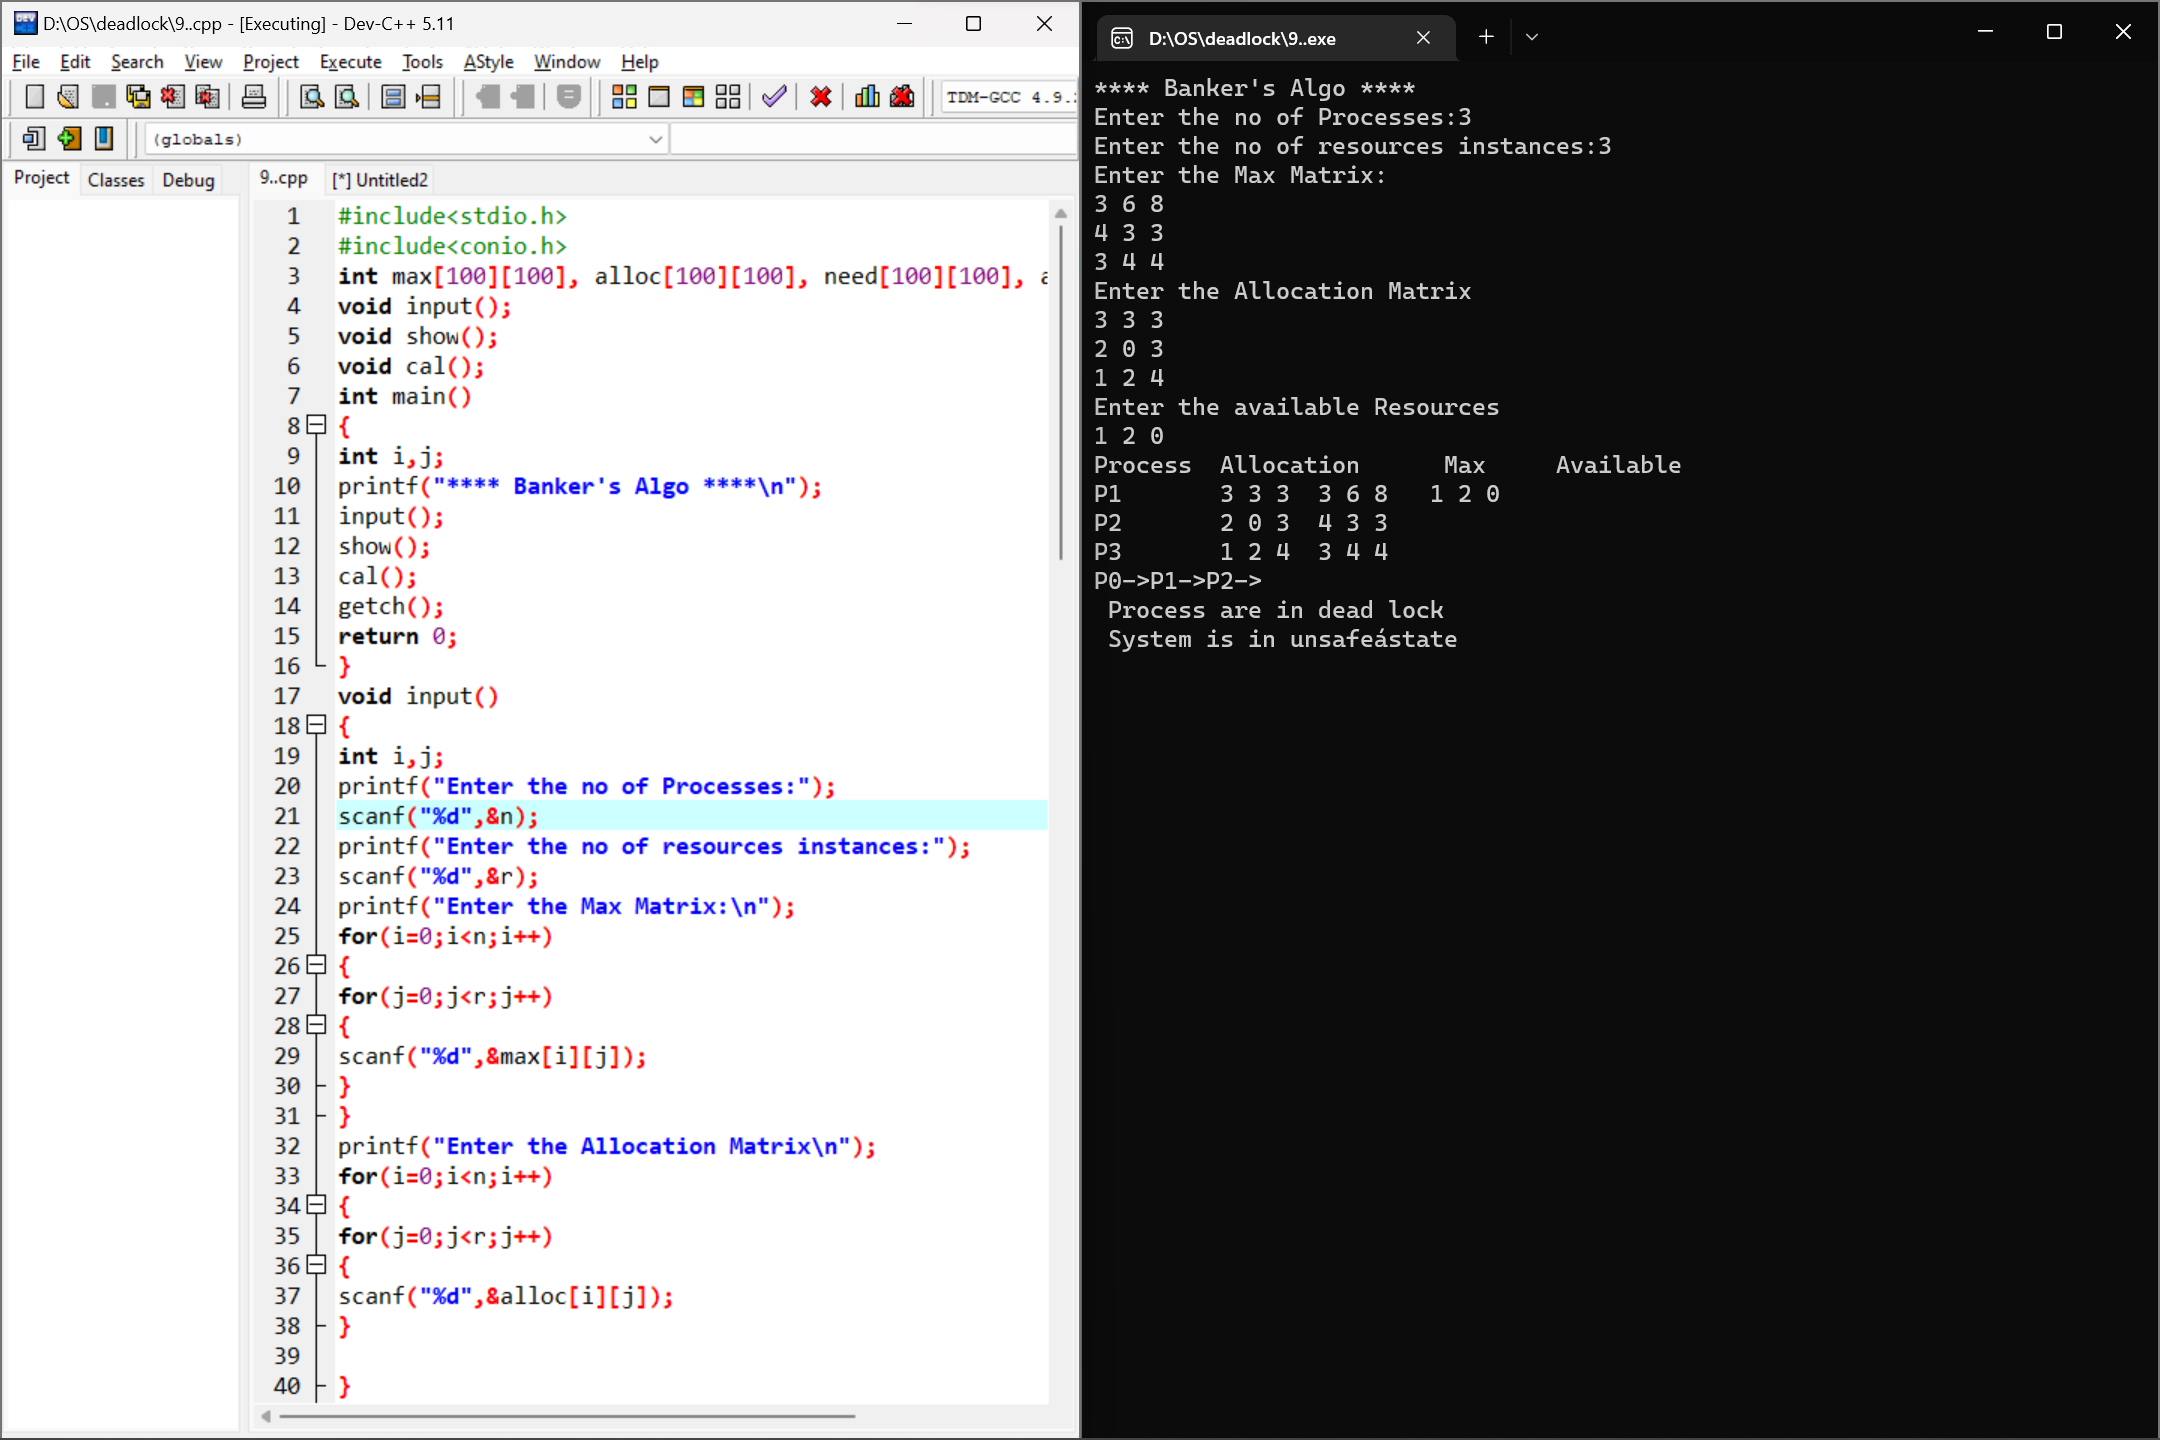 D:\OS\deadlock\9..cpp - [Executing] - Dev-C++ 5.11
File Edit Search View Project Execute Tools AStyle Window Help
TDM-GCC 4.9.
(globals)
Project Classes Debug
9..cpp [*] Untitled2
1 #include<stdio.h>
2 #include<conio.h>
3 int max[100][100], alloc[100][100], need[100][100],
4 void input();
5 void show();
6 void cal();
7 int main()
8 {
9 int i,j;
10 printf("**** Banker's Algo ****\n");
11 input();
12 show();
13 cal();
14 getch();
15 return 0;
16 }
17 void input()
18 {
19 int i,j;
20 printf("Enter the no of Processes:");
21 scanf("%d",&n);
22 printf("Enter the no of resources instances:");
23 scanf("%d",&r);
24 printf("Enter the Max Matrix:\n");
25 for(i=0;i<n;i++)
26 {
27 for(j=0;j<r;j++)
28 {
29 scanf("%d",&max[i][j]);
30 }
31 }
32 printf("Enter the Allocation Matrix\n");
33 for(i=0;i<n;i++)
34 {
35 for(j=0;j<r;j++)
36 {
37 scanf("%d",&alloc[i][j]);
38 }
39
40 }
D:\OS\deadlock\9..exe
**** Banker's Algo ****
Enter the no of Processes:3
Enter the no of resources instances:3
Enter the Max Matrix:
3 6 8
4 3 3
3 4 4
Enter the Allocation Matrix
3 3 3
2 0 3
1 2 4
Enter the available Resources
1 2 0
Process Allocation Max Available
P1 3 3 3 3 6 8 1 2 0
P2 2 0 3 4 3 3
P3 1 2 4 3 4 4
P0->P1->P2->
Process are in dead lock
System is in unsafeástate